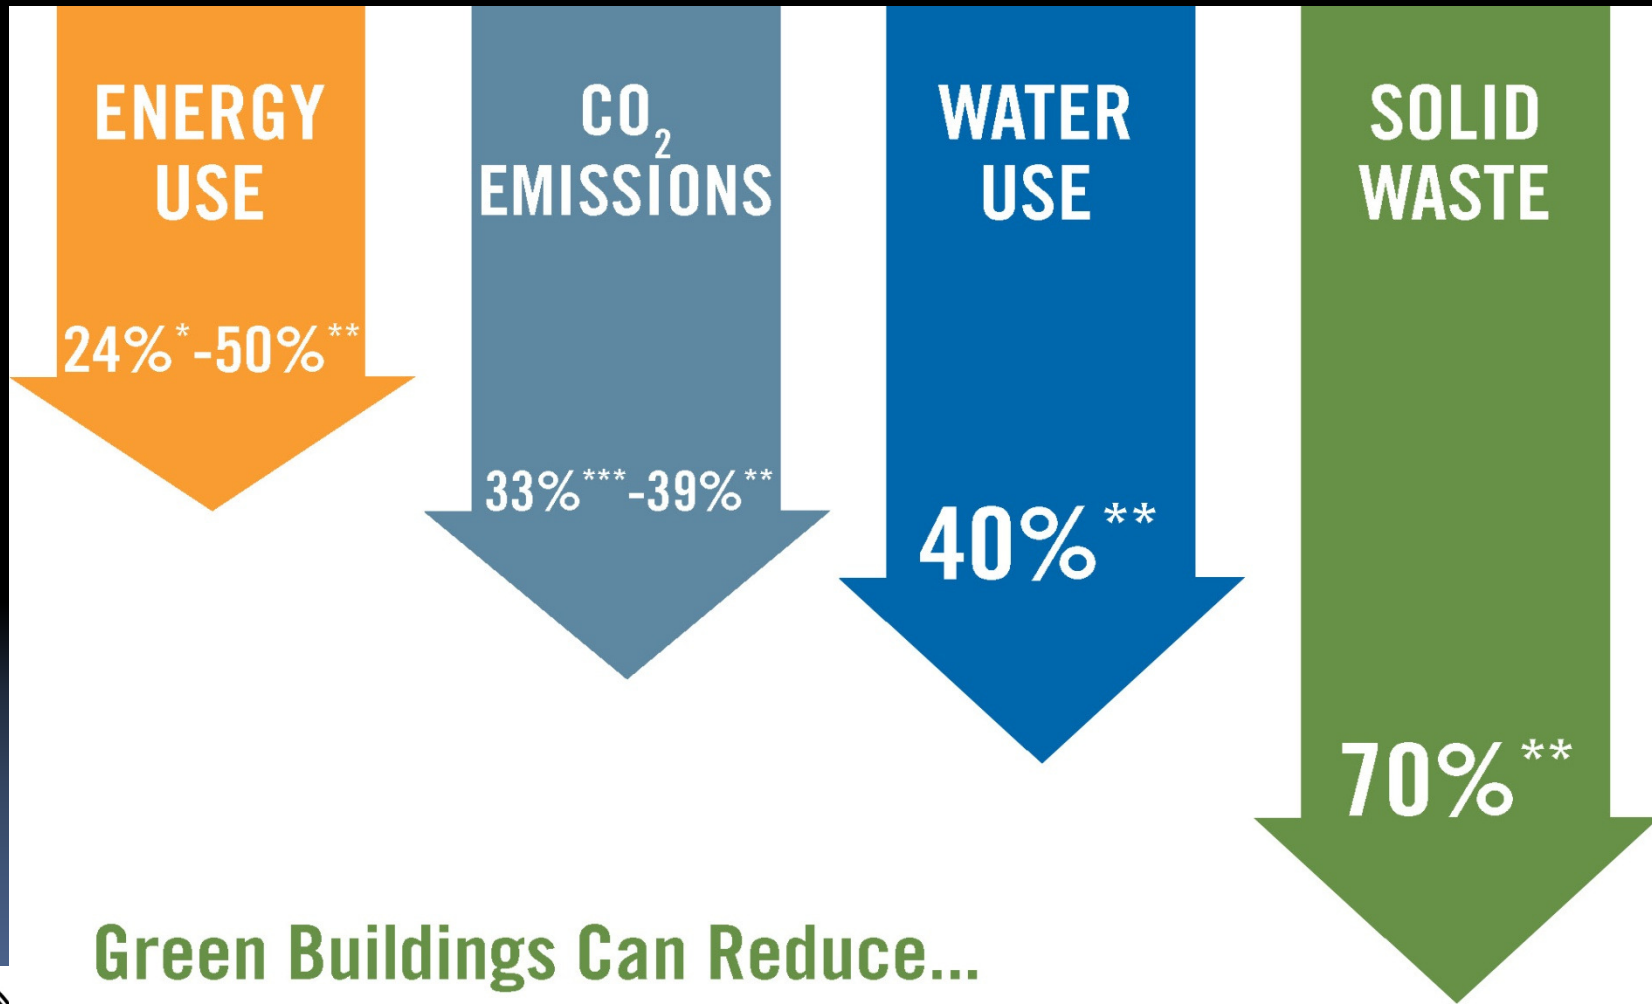 ENERGY
USE
24%*-50%**
CO₂
EMISSIONS
33%***-39%**
WATER
USE
40%**
SOLID
WASTE
70%**
Green Buildings Can Reduce...